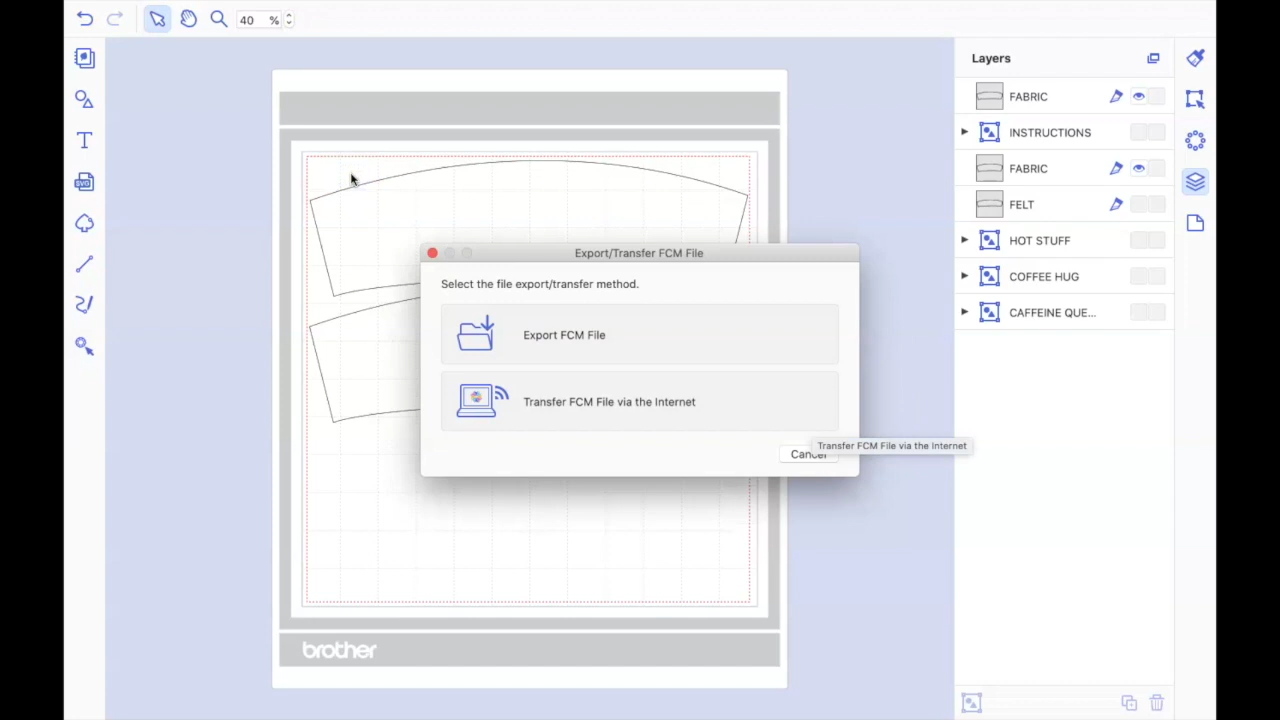 40 %
Layers
FABRIC
INSTRUCTIONS
FABRIC
FELT
HOT STUFF
COFFEE HUG
CAFFEINE QUE...
T
SVG
Export/Transfer FCM File
Select the file export/transfer method.
Export FCM File
Transfer FCM File via the Internet
Cancel
Transfer FCM File via the Internet
brother